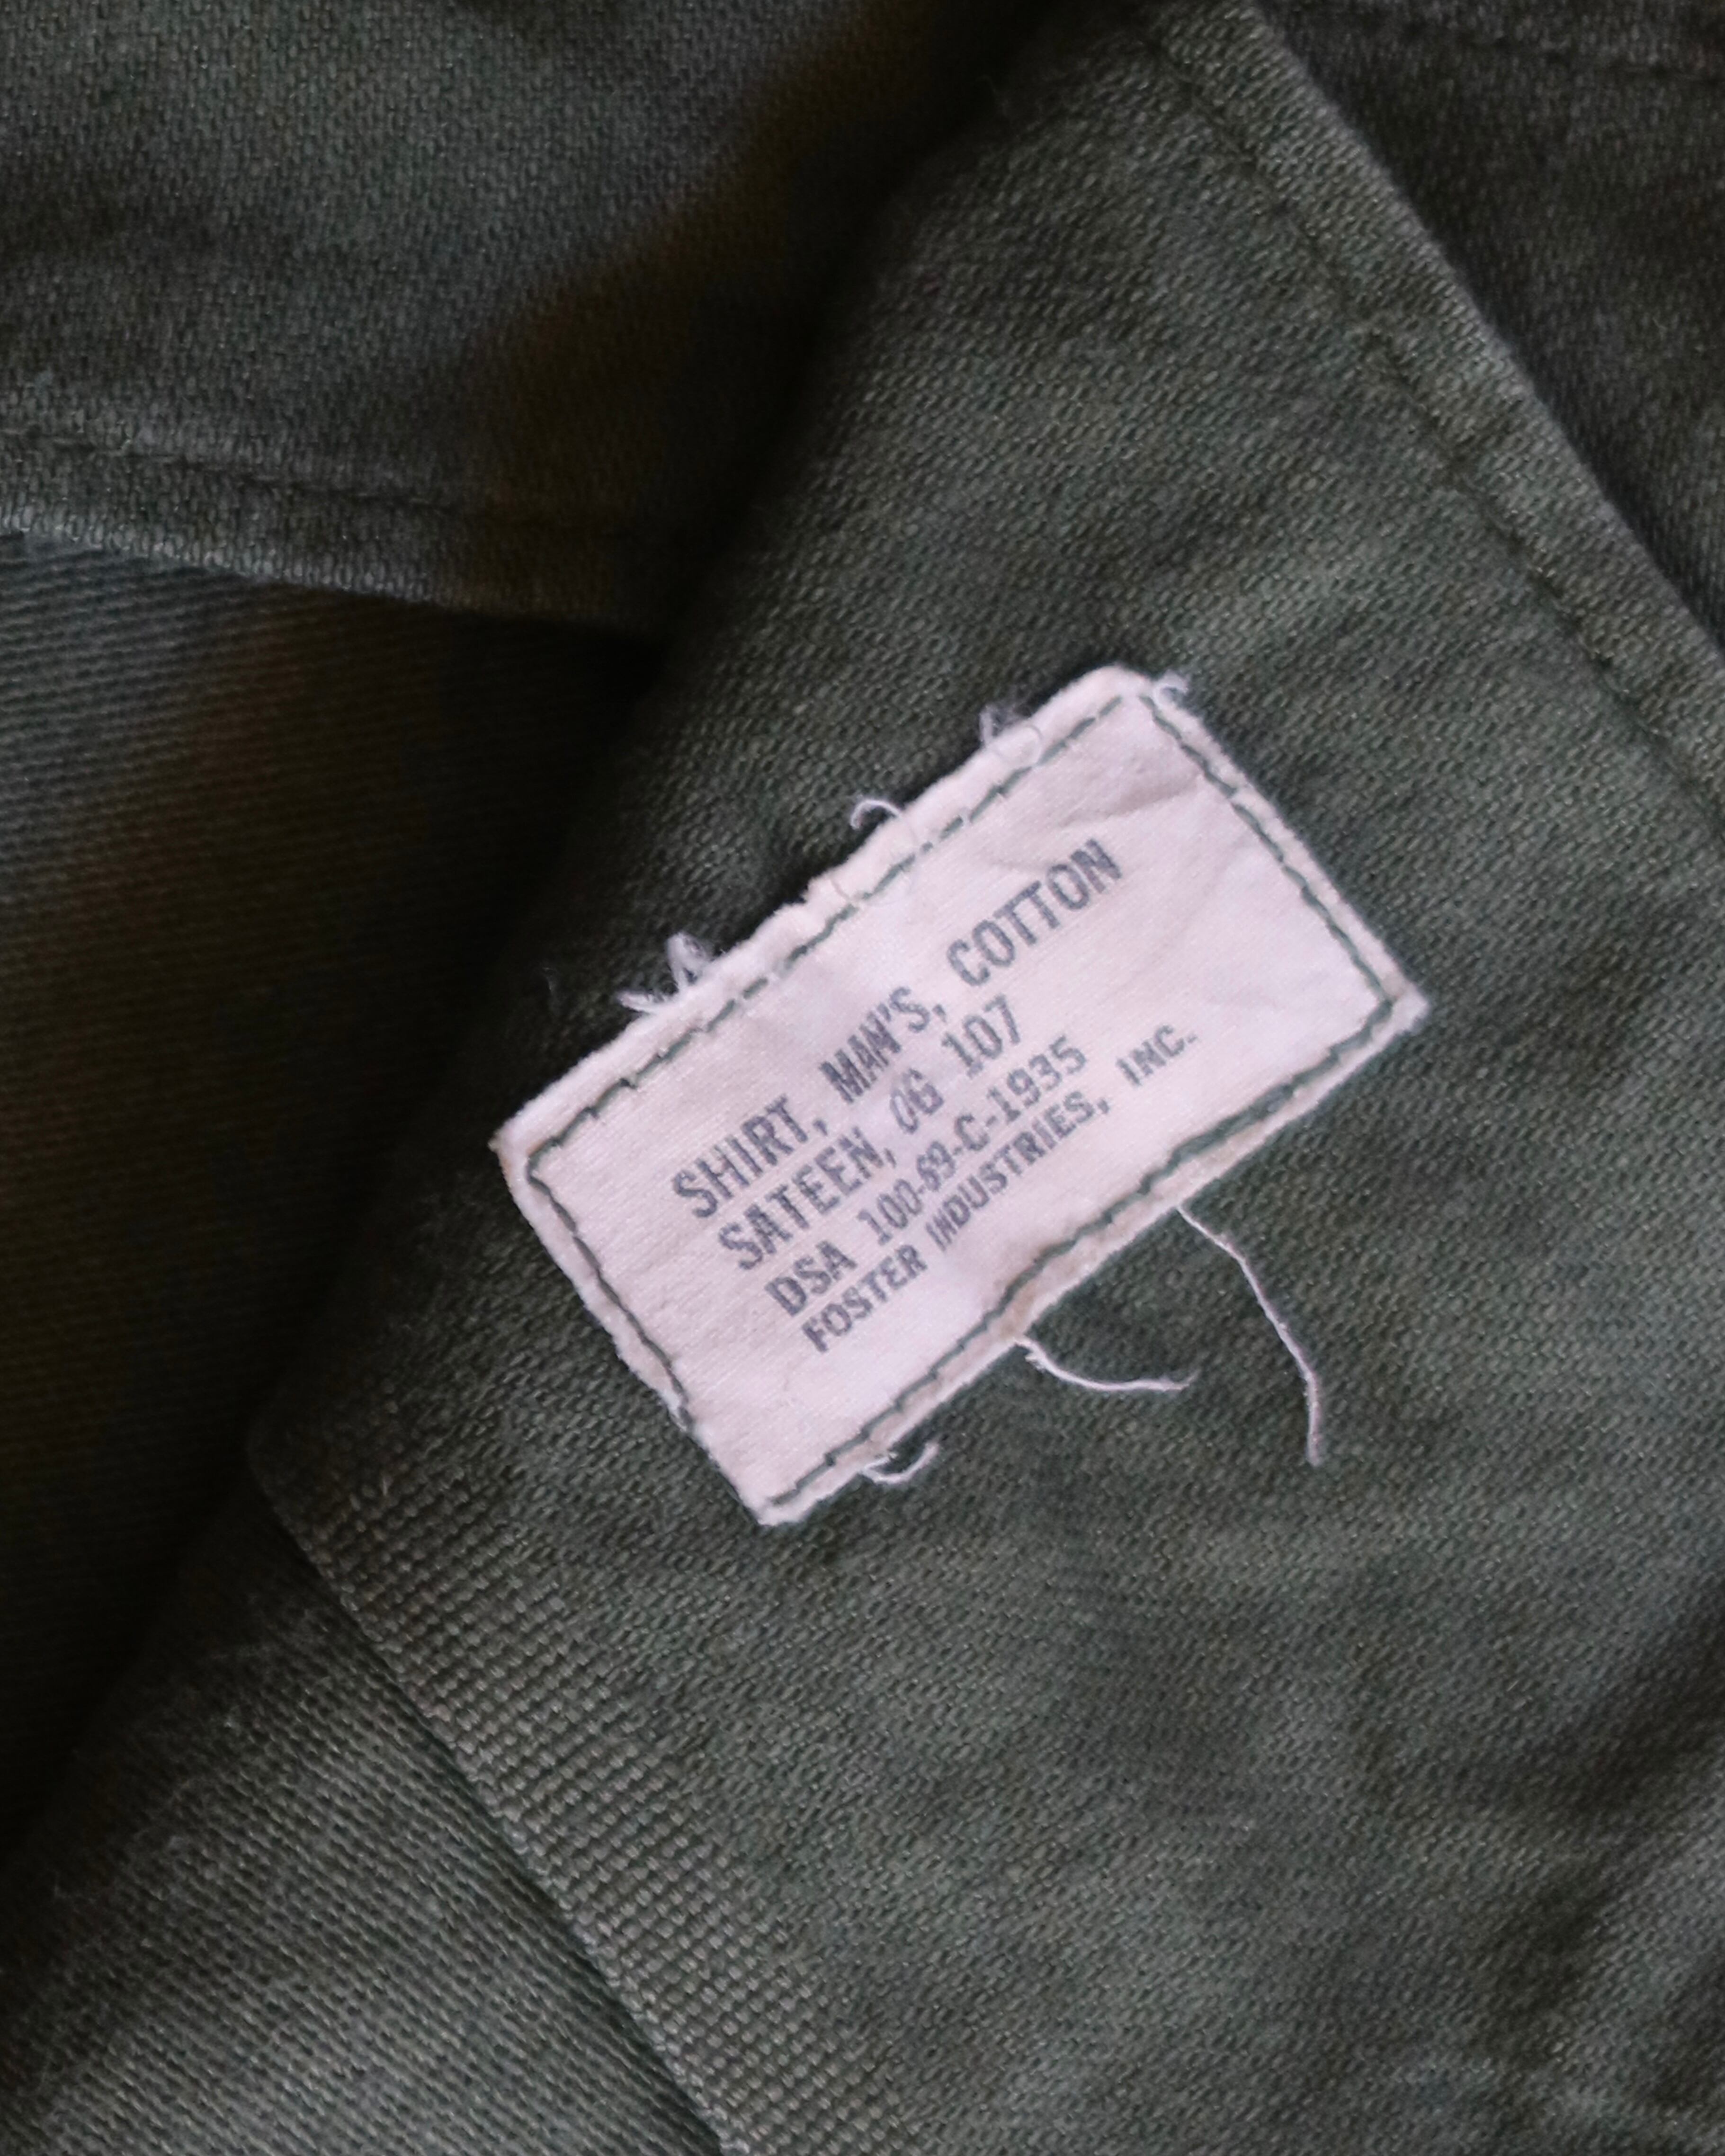 SHIRT, MAN'S, COTTON
SATEEN, OG 107
DSA 100-69-C-1935
FOSTER INDUSTRIES, INC.